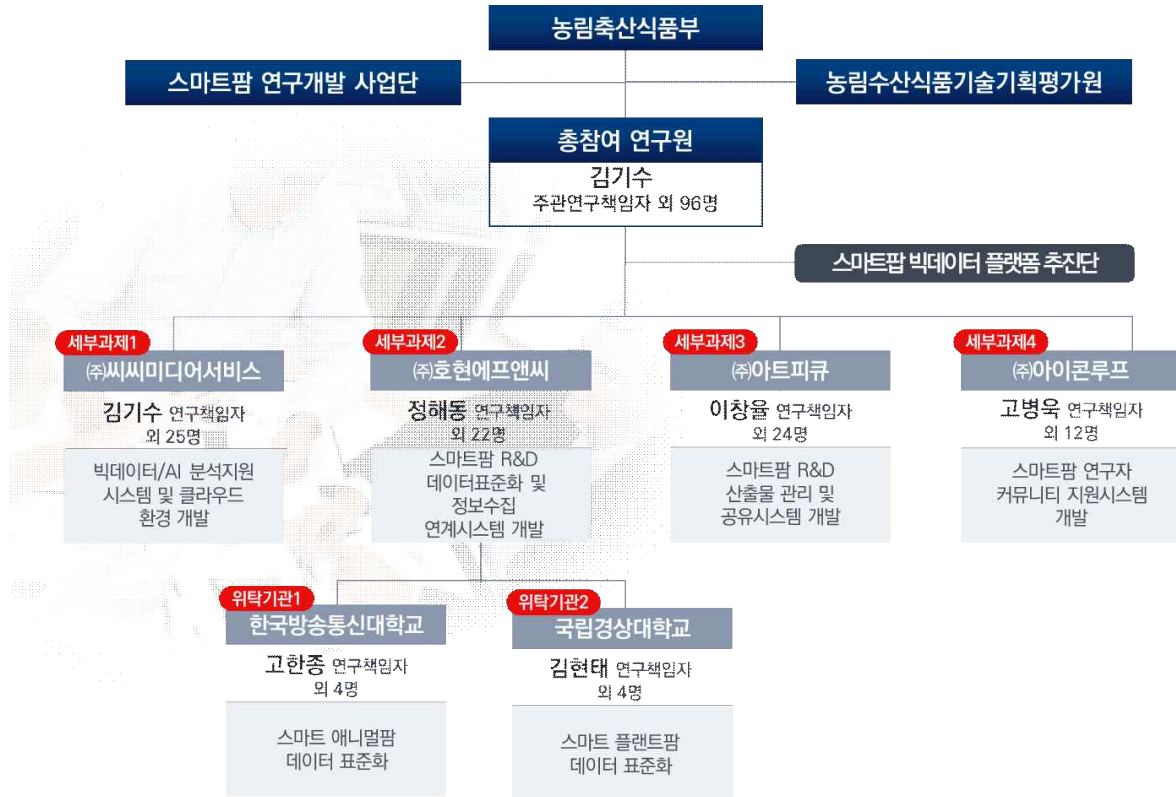 농림축산식품부
스마트팜 연구개발 사업단
농림수산식품기술기획평가원
총참여 연구원
김기수
주관연구책임자 외 96명
스마트팝 빅데이터 플랫폼 추진단
세부과제1
㈜씨씨미디어서비스
김기수 연구책임자
외 25명
빅데이터/AI 분석지원
시스템 및 클라우드
환경 개발
세부과제2
㈜호현에프앤씨
정해동 연구책임자
외 22명
스마트팜 R&D
데이터표준화 및
정보수집
연계시스템 개발
세부과제3
㈜아트피큐
이창율 연구책임자
외 24명
스마트팜 R&D
산출물 관리 및
공유시스템 개발
세부과제4
㈜아이콘루프
고병욱 연구책임자
외 12명
스마트팜 연구자
커뮤니티 지원시스템
개발
위탁기관1
한국방송통신대학교
고한종 연구책임자
외 4명
스마트 애니멀팜
데이터 표준화
위탁기관2
국립경상대학교
김현태 연구책임자
외 4명
스마트 플랜트팜
데이터 표준화